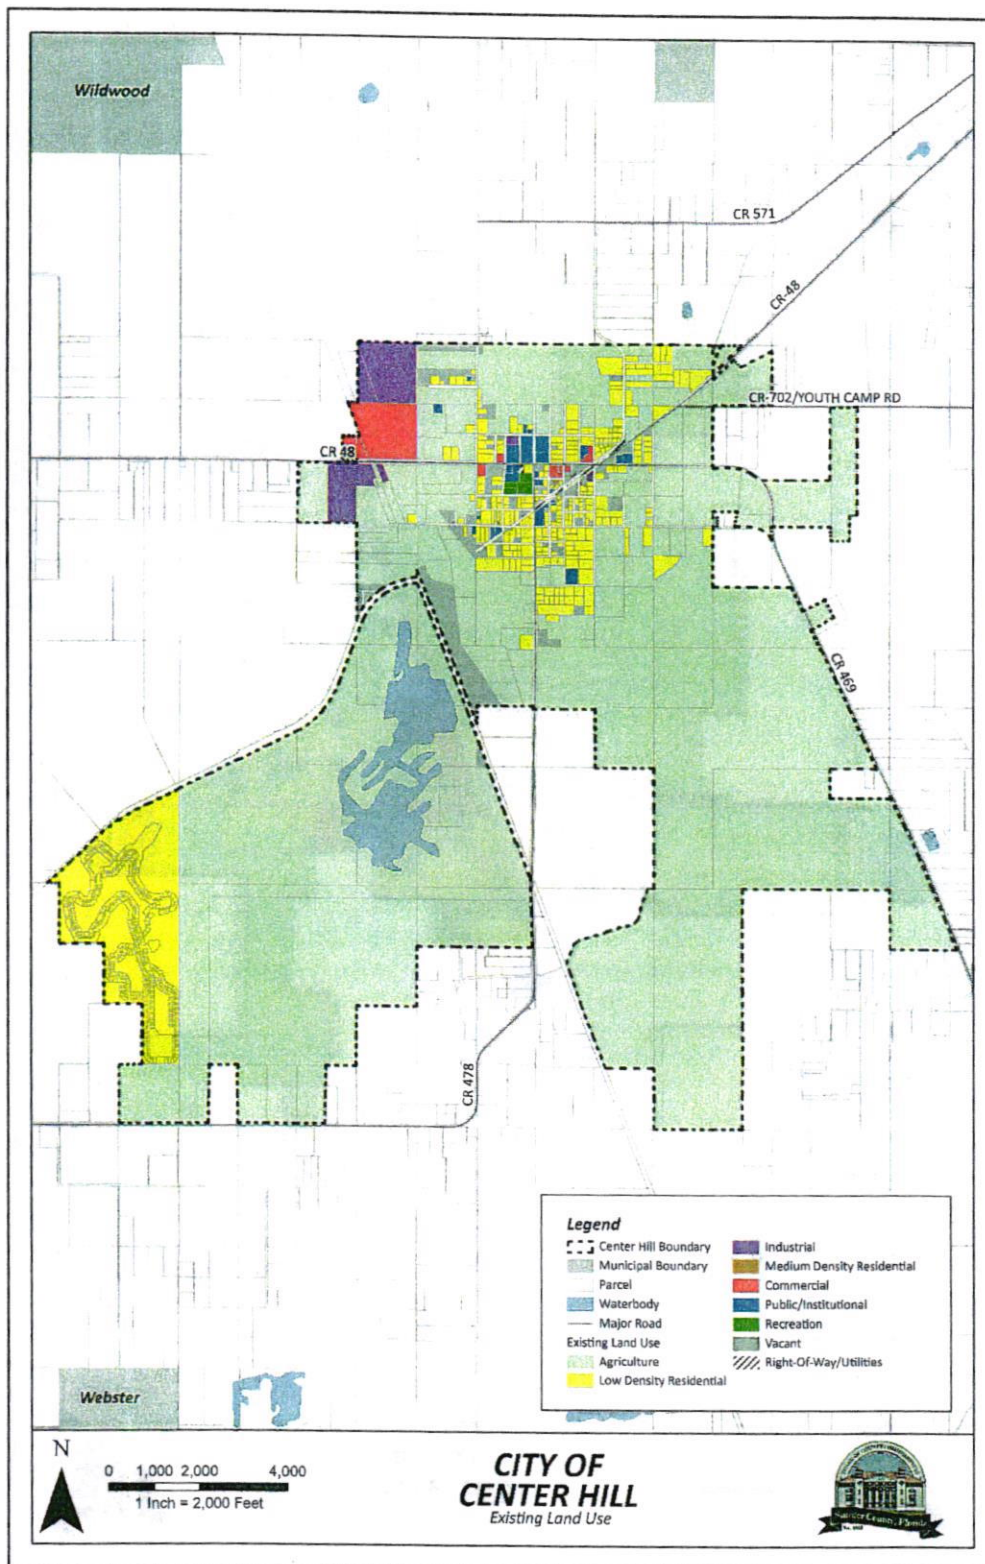 Wildwood
CR 571
CR-48
CR-702/YOUTH CAMP RD
CR 48
CR 469
CR 478
Legend
Center Hill Boundary
Municipal Boundary
Parcel
Waterbody
Major Road
Existing Land Use
Agriculture
Low Density Residential
Industrial
Medium Density Residential
Commercial
Public/Institutional
Recreation
Vacant
Right-Of-Way/Utilities
Webster
N
0 1,000 2,000 4,000
1 Inch = 2,000 Feet
CITY OF
CENTER HILL
Existing Land Use
Sumter County, Florida